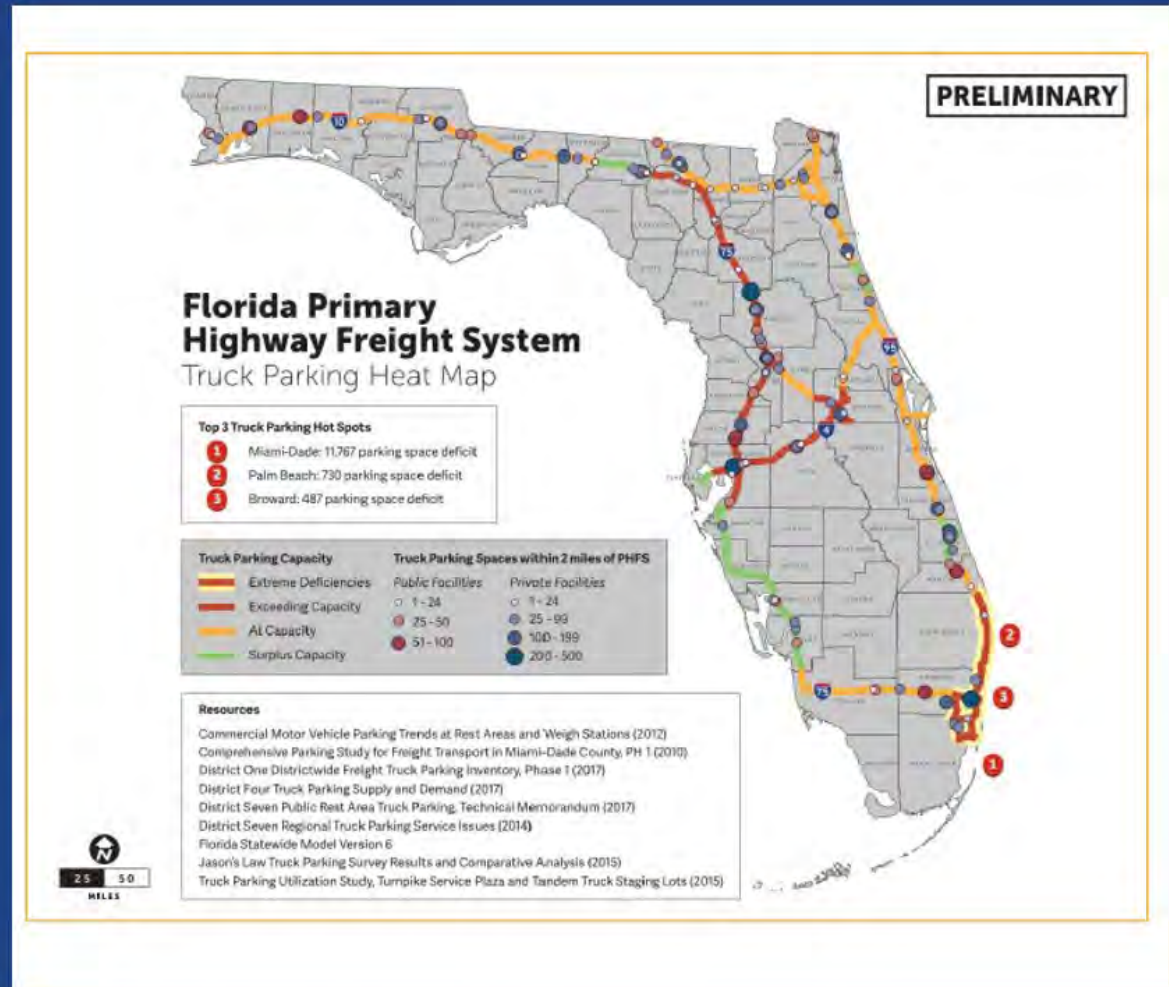 PRELIMINARY
10
75
95
4
75
Florida Primary
Highway Freight System
Truck Parking Heat Map
Top 3 Truck Parking Hot Spots
1 Miami-Dade: 11,767 parking space deficit
2 Palm Beach: 730 parking space deficit
3 Broward: 487 parking space deficit
Truck Parking Capacity
Extreme Deficiencies
Exceeding Capacity
At Capacity
Surplus Capacity
Truck Parking Spaces within 2 miles of PHFS
Public Facilities
1 - 24
25 - 50
51 - 100
Private Facilities
1 - 24
25 - 99
100 - 199
200 - 500
2
3
1
Resources
Commercial Motor Vehicle Parking Trends at Rest Areas and Weigh Stations (2012)
Comprehensive Parking Study for Freight Transport in Miami-Dade County, PH 1 (2010)
District One Districtwide Freight Truck Parking Inventory, Phase 1 (2017)
District Four Truck Parking Supply and Demand (2017)
District Seven Public Rest Area Truck Parking, Technical Memorandum (2017)
District Seven Regional Truck Parking Service Issues (2014)
Florida Statewide Model Version 6
Jason's Law Truck Parking Survey Results and Comparative Analysis (2015)
Truck Parking Utilization Study, Turnpike Service Plaza and Tandem Truck Staging Lots (2015)
N
25 50
MILES